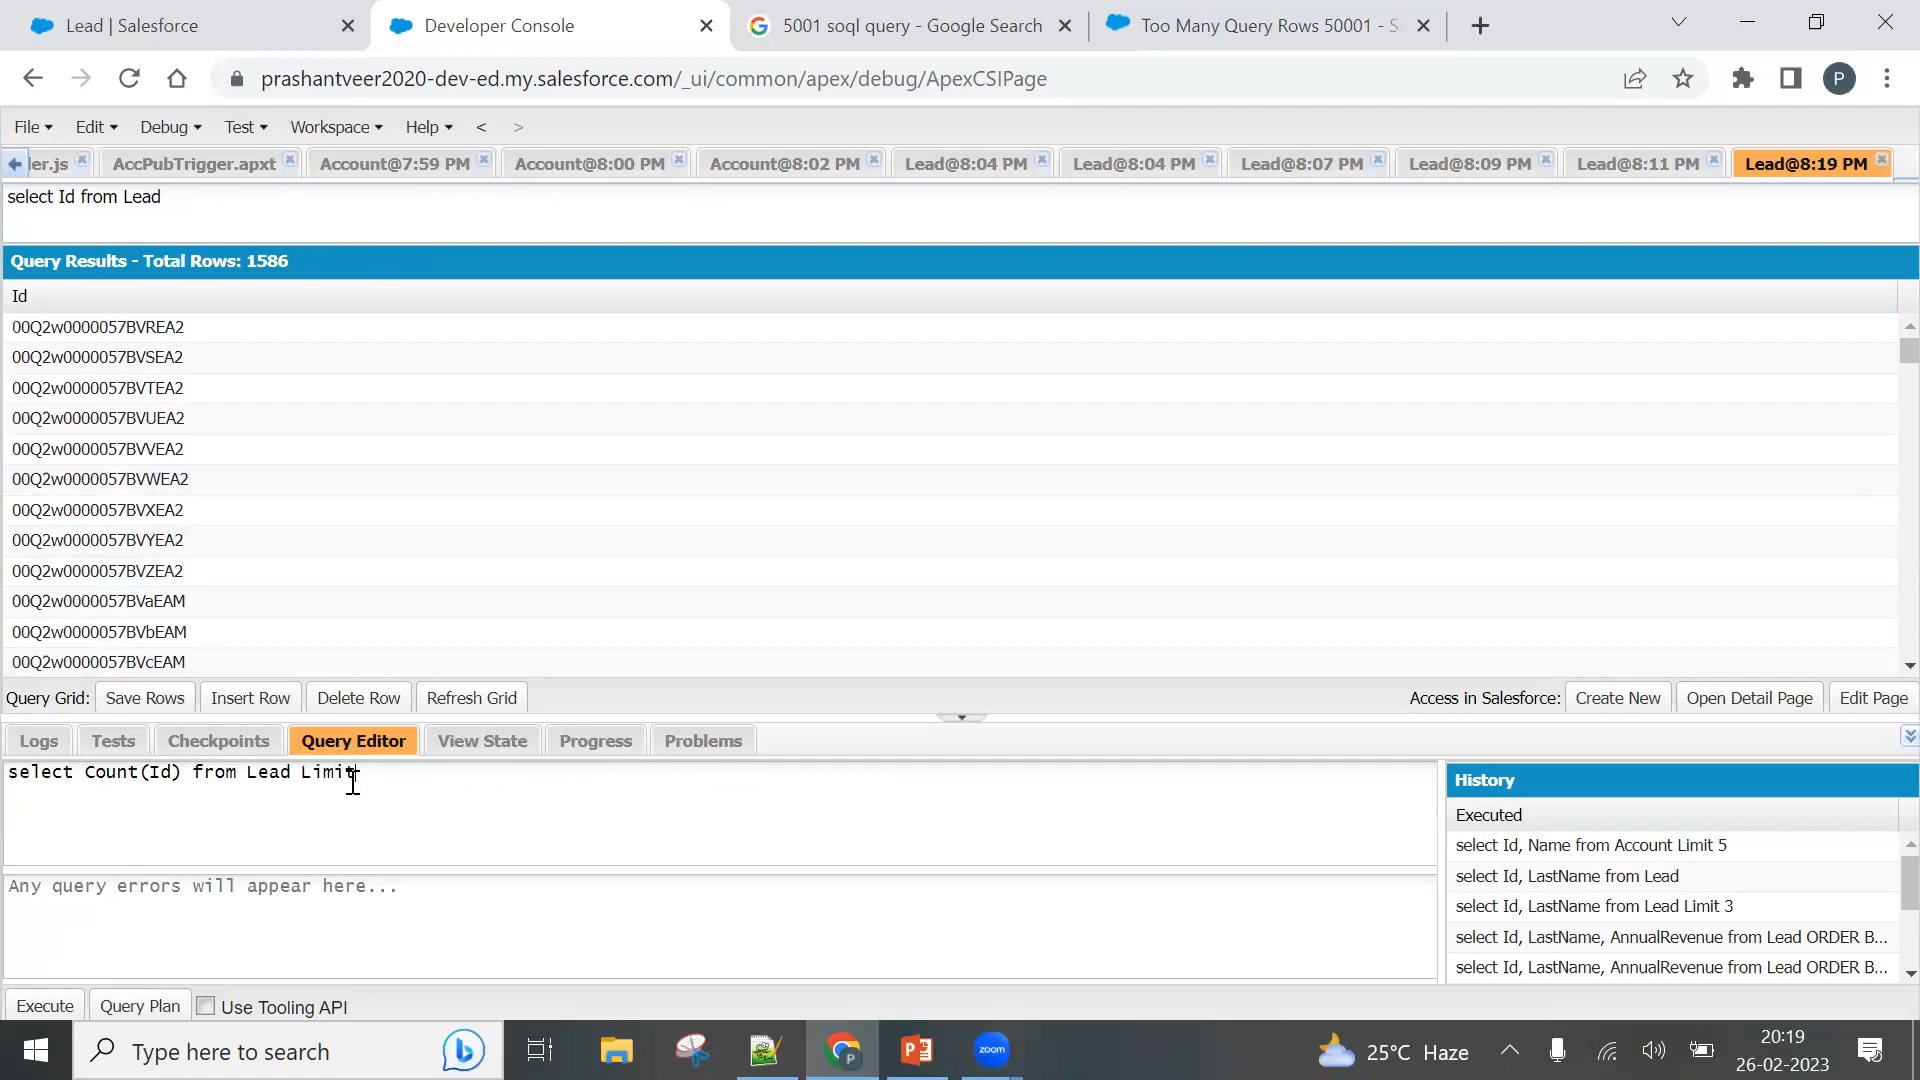 Lead | Salesforce
Developer Console
5001 soql query - Google Search
Too Many Query Rows 50001 - S
prashantveer2020-dev-ed.my.salesforce.com/_ui/common/apex/debug/ApexCSIPage
P
File Edit Debug Test Workspace Help < >
ler.js AccPubTrigger.apxt Account@7:59 PM Account@8:00 PM Account@8:02 PM Lead@8:04 PM Lead@8:04 PM Lead@8:07 PM Lead@8:09 PM Lead@8:11 PM Lead@8:19 PM
select Id from Lead
Query Results - Total Rows: 1586
Id
00Q2w0000057BVREA2
00Q2w0000057BVSEA2
00Q2w0000057BVTEA2
00Q2w0000057BVUEA2
00Q2w0000057BVVEA2
00Q2w0000057BVWEA2
00Q2w0000057BVXEA2
00Q2w0000057BVYEA2
00Q2w0000057BVZEA2
00Q2w0000057BVaEAM
00Q2w0000057BVbEAM
00Q2w0000057BVcEAM
Query Grid: Save Rows Insert Row Delete Row Refresh Grid Access in Salesforce: Create New Open Detail Page Edit Page
Logs Tests Checkpoints Query Editor View State Progress Problems
select Count(Id) from Lead Limit
Any query errors will appear here...
History
Executed
select Id, Name from Account Limit 5
select Id, LastName from Lead
select Id, LastName from Lead Limit 3
select Id, LastName, AnnualRevenue from Lead ORDER B...
select Id, LastName, AnnualRevenue from Lead ORDER B...
Execute Query Plan Use Tooling API
Type here to search
zoom
25°C Haze
20:19
26-02-2023